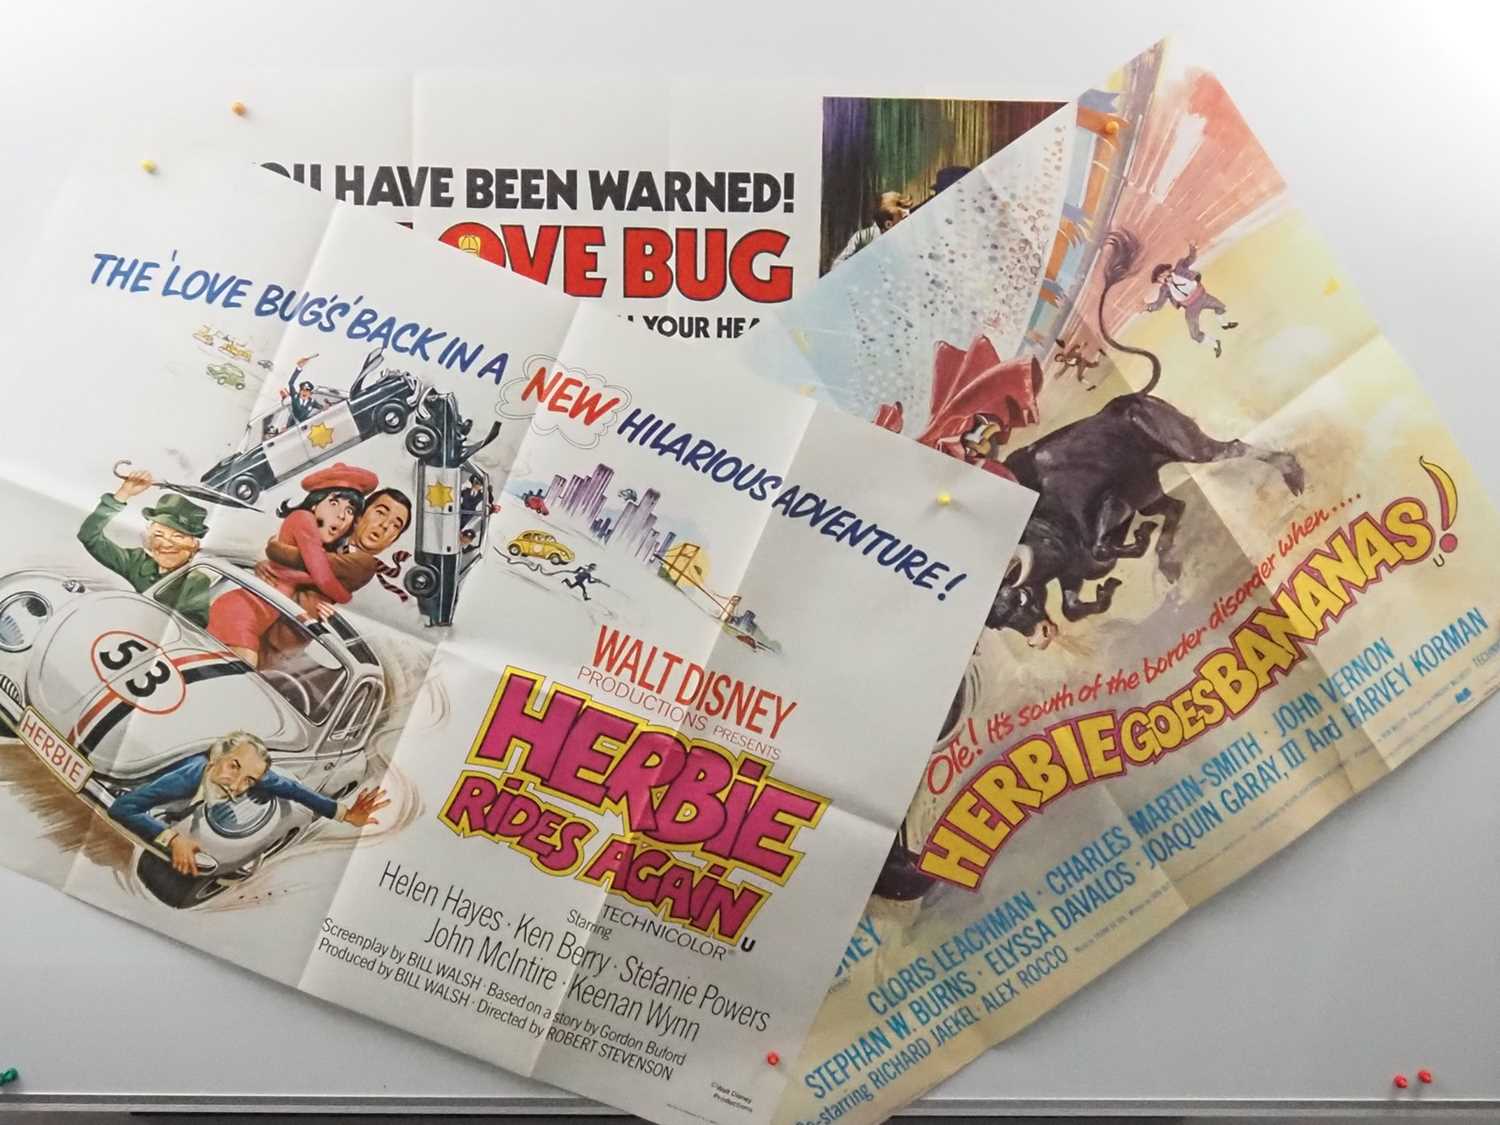 HAVE BEEN WARNED!
LOVE BUG
YOUR
THE 'LOVE BUG'S' BACK IN A NEW HILARIOUS ADVENTURE!
53
HERBIE
WALT DISNEY
PRODUCTIONS PRESENTS
HERBIE
RIDES AGAIN
U
TECHNICOLOR®
Starring
Helen Hayes · Ken Berry · Stefanie Powers
John McIntire · Keenan Wynn
Screenplay by BILL WALSH · Based on a story by Gordon Buford
Produced by BILL WALSH · Directed by ROBERT STEVENSON
©Walt Disney
Productions
Olé! It's south of the border disorder when....
HERBIE GOES BANANAS!
U
CLORIS LEACHMAN · CHARLES MARTIN-SMITH · JOHN VERNON
STEPHAN W. BURNS · ELYSSA DAVALOS · JOAQUIN GARAY, III And HARVEY KORMAN
Co-starring RICHARD JAEKEL · ALEX ROCCO